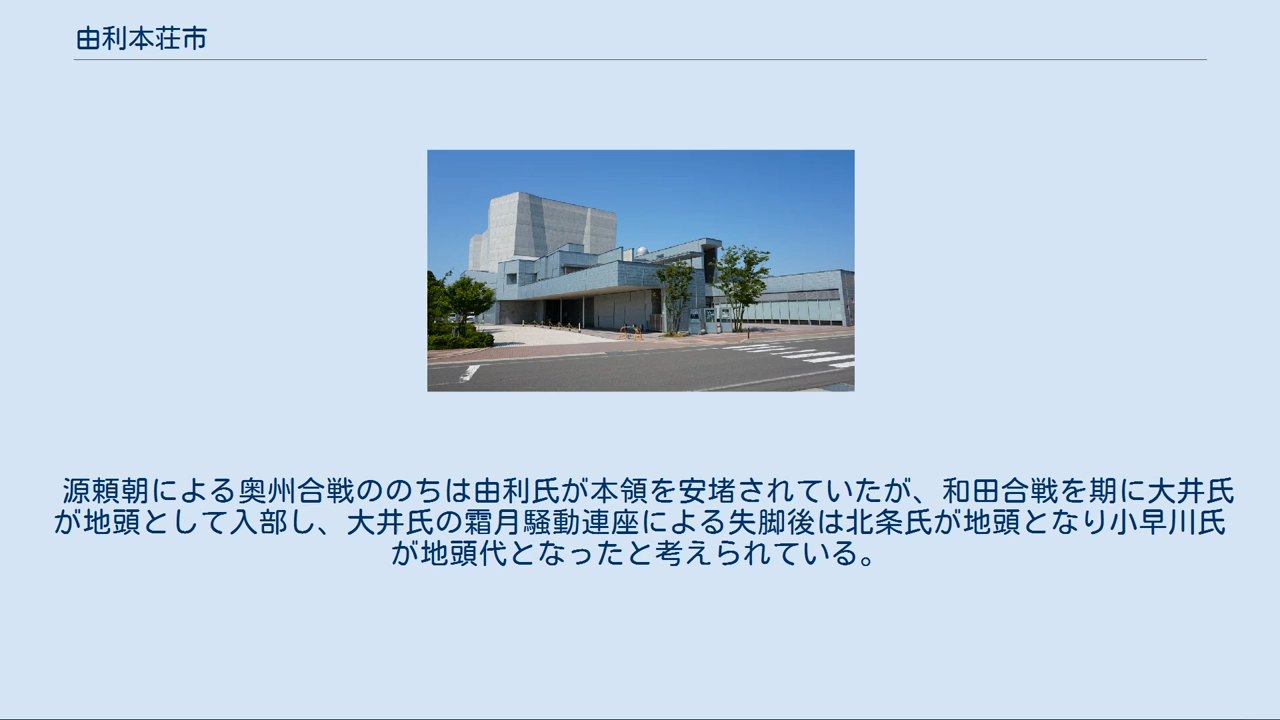 由利本荘市
源頼朝による奥州合戦ののちは由利氏が本領を安堵されていたが、和田合戦を期に大井氏
が地頭として入部し、大井氏の霜月騒動連座による失脚後は北条氏が地頭となり小早川氏
が地頭代となったと考えられている。